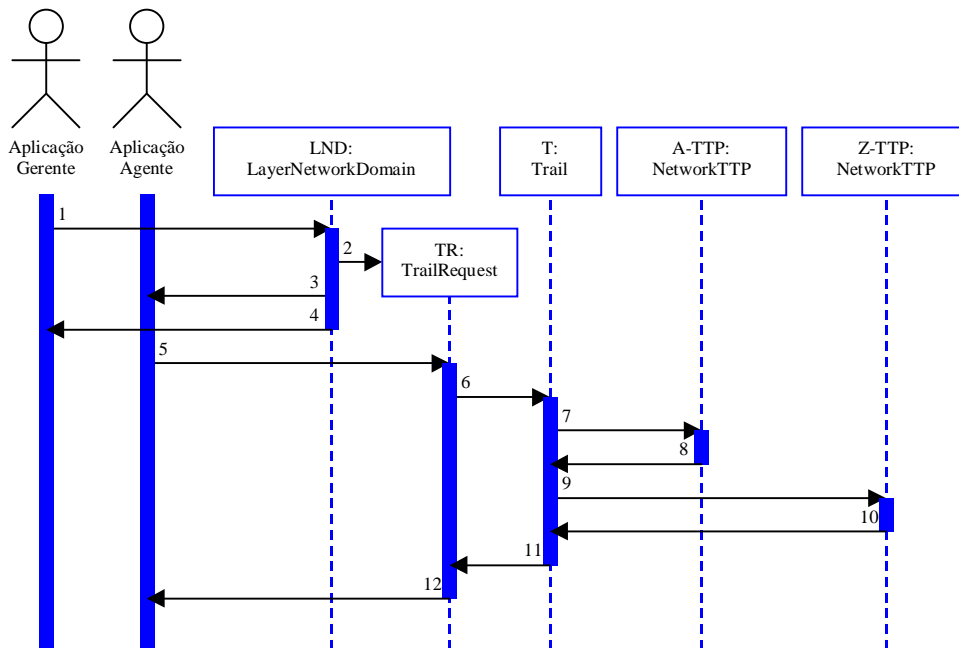 Aplicação
Gerente
Aplicação
Agente
LND:
LayerNetworkDomain
T:
Trail
A-TTP:
NetworkTTP
Z-TTP:
NetworkTTP
1
2
TR:
TrailRequest
3
4
5
6
7
8
9
10
11
12